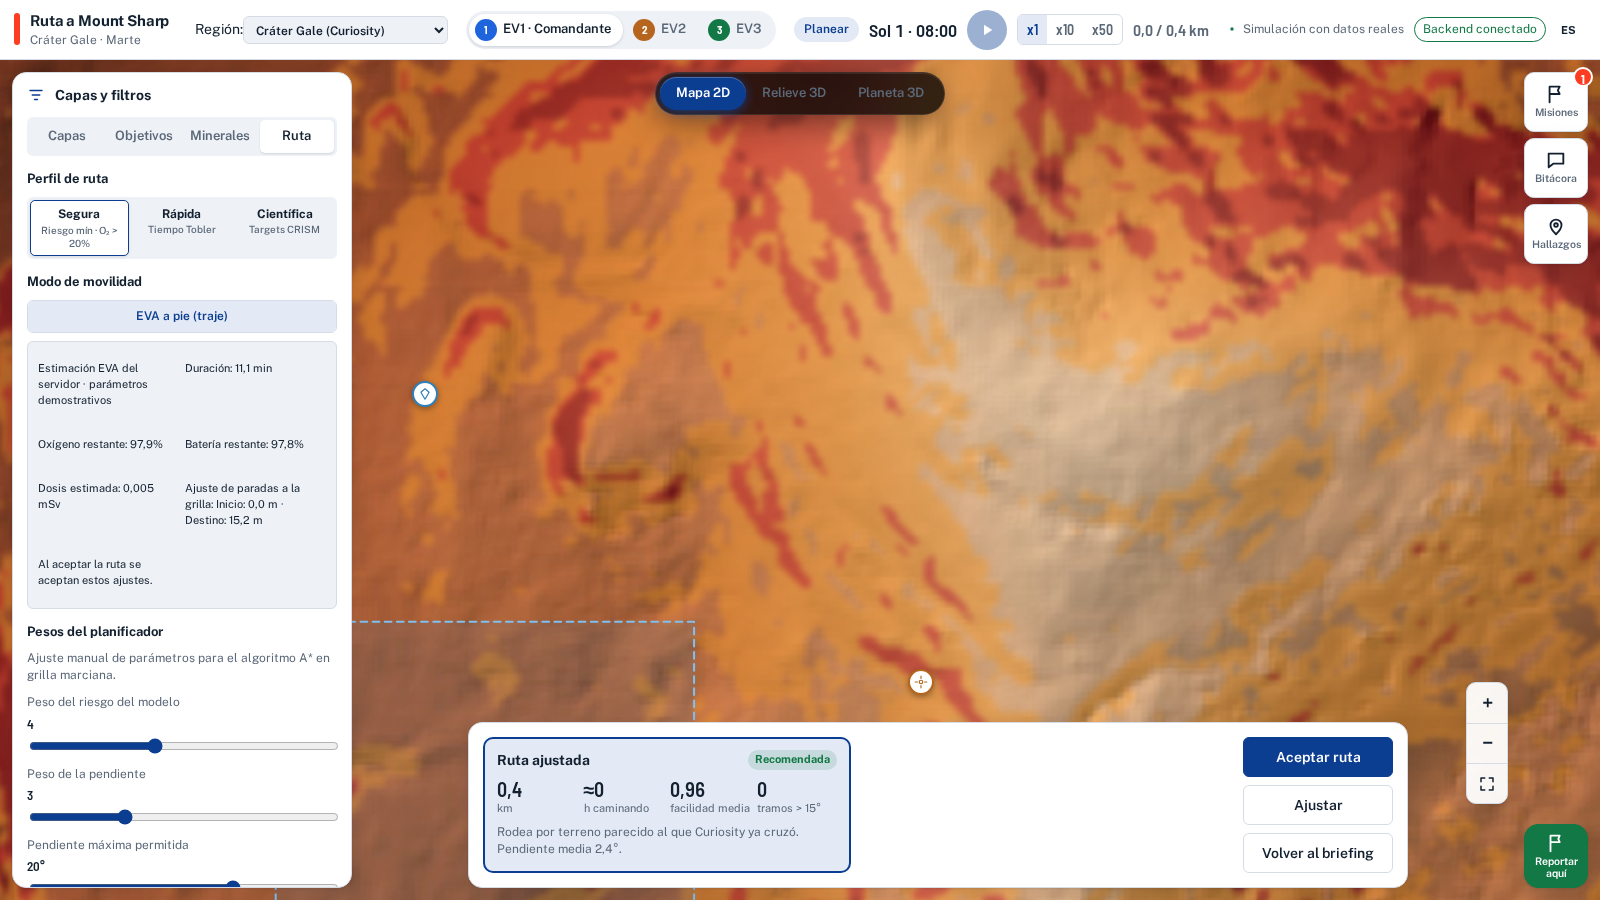 Ruta a Mount Sharp
Cráter Gale · Marte
Región:
Cráter Gale (Curiosity)
1
EV1 · Comandante
2
EV2
3
EV3
Planear
Sol 1 · 08:00
x1
x10
x50
0,0 / 0,4 km
• Simulación con datos reales
Backend conectado
ES
Capas y filtros
Capas
Objetivos
Minerales
Ruta
Perfil de ruta
Segura
Riesgo mín · O₂ >
20%
Rápida
Tiempo Tobler
Científica
Targets CRISM
Modo de movilidad
EVA a pie (traje)
Estimación EVA del
servidor · parámetros
demostrativos
Duración: 11,1 min
Oxígeno restante: 97,9%
Batería restante: 97,8%
Dosis estimada: 0,005
mSv
Ajuste de paradas a la
grilla: Inicio: 0,0 m ·
Destino: 15,2 m
Al aceptar la ruta se
aceptan estos ajustes.
Pesos del planificador
Ajuste manual de parámetros para el algoritmo A* en
grilla marciana.
Peso del riesgo del modelo
4
Peso de la pendiente
3
Pendiente máxima permitida
20°
Mapa 2D
Relieve 3D
Planeta 3D
1
Misiones
Bitácora
Hallazgos
Ruta ajustada
Recomendada
0,4
km
≈0
h caminando
0,96
facilidad media
0
tramos > 15°
Rodea por terreno parecido al que Curiosity ya cruzó.
Pendiente media 2,4°.
Aceptar ruta
Ajustar
Volver al briefing
+
−
Reportar
aquí